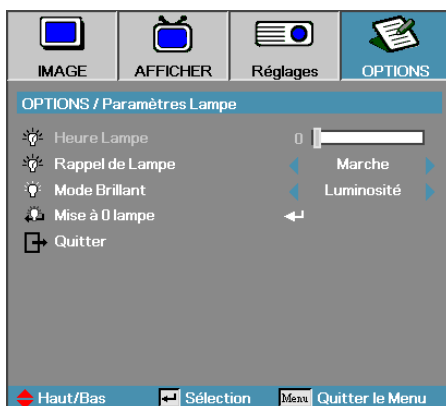 IMAGE AFFICHER Réglages OPTIONS
OPTIONS / Paramètres Lampe
Heure Lampe 0
Rappel de Lampe Marche
Mode Brillant Luminosité
Mise à 0 lampe
Quitter
Haut/Bas Sélection Menu Quitter le Menu